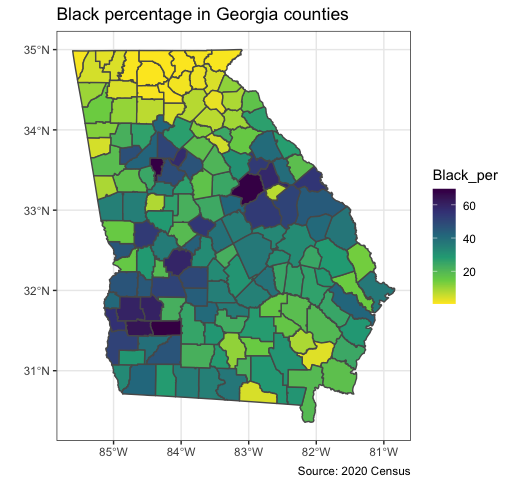 Black percentage in Georgia counties
35°N
34°N
33°N
32°N
31°N
85°W
84°W
83°W
82°W
81°W
Black_per
60
40
20
Source: 2020 Census